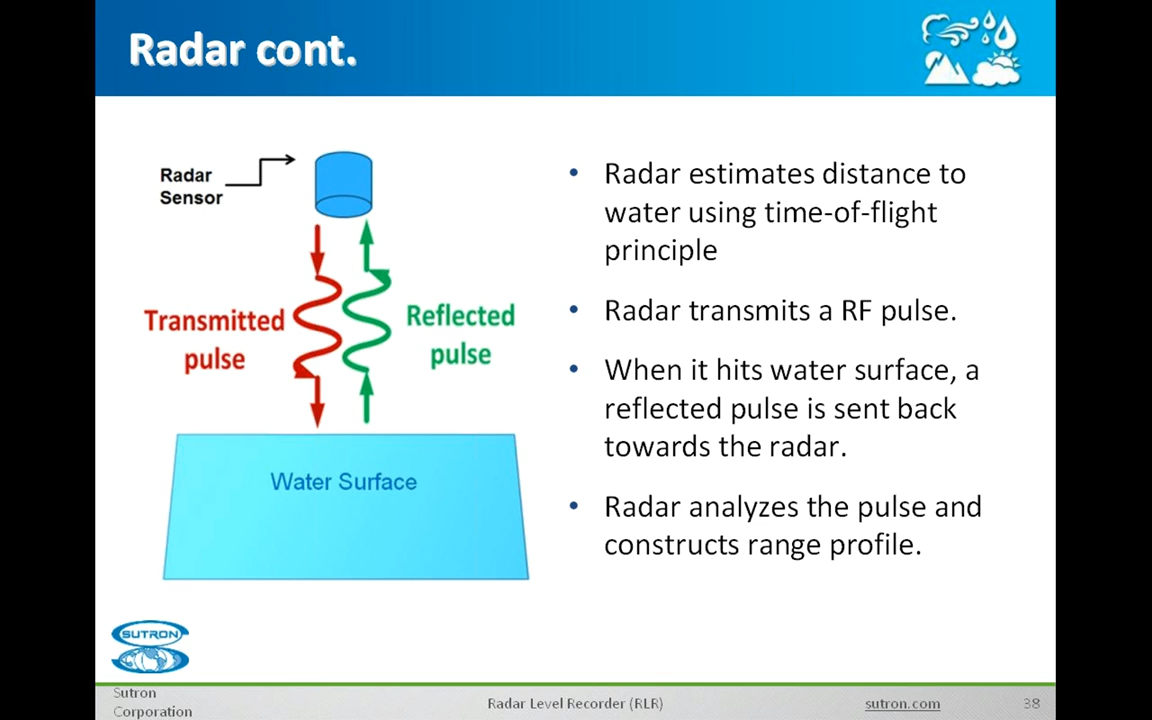 Radar cont.
Radar
Sensor
Transmitted
pulse
Reflected
pulse
Water Surface
• Radar estimates distance to
water using time-of-flight
principle
• Radar transmits a RF pulse.
• When it hits water surface, a
reflected pulse is sent back
towards the radar.
• Radar analyzes the pulse and
constructs range profile.
SUTRON
Sutron
Corporation
Radar Level Recorder (RLR)
sutron.com
38